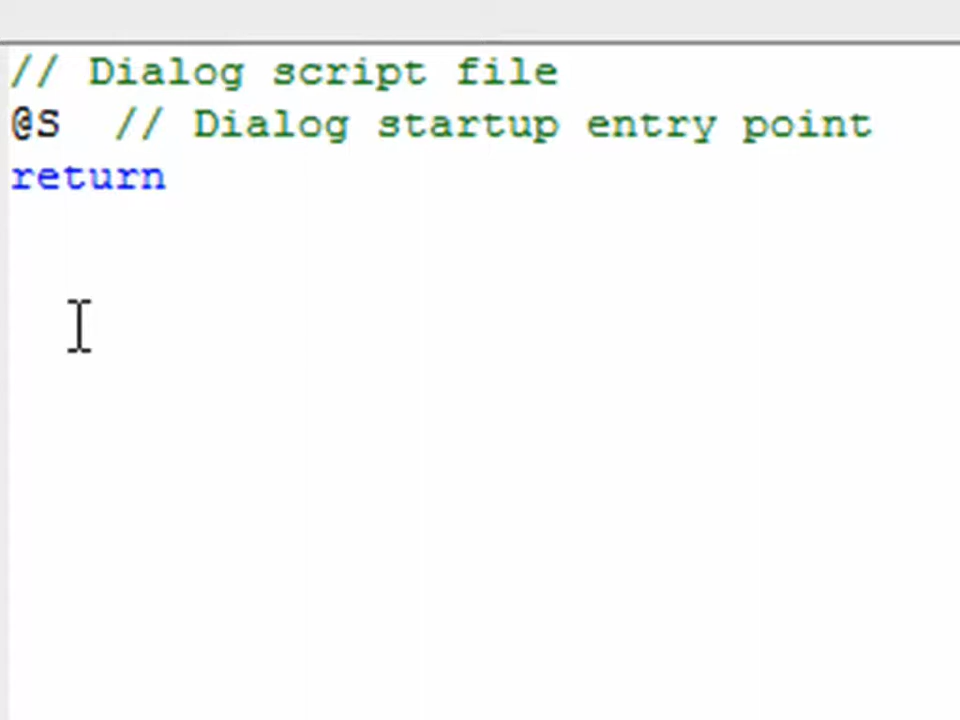 // Dialog script file
@S  // Dialog startup entry point
return